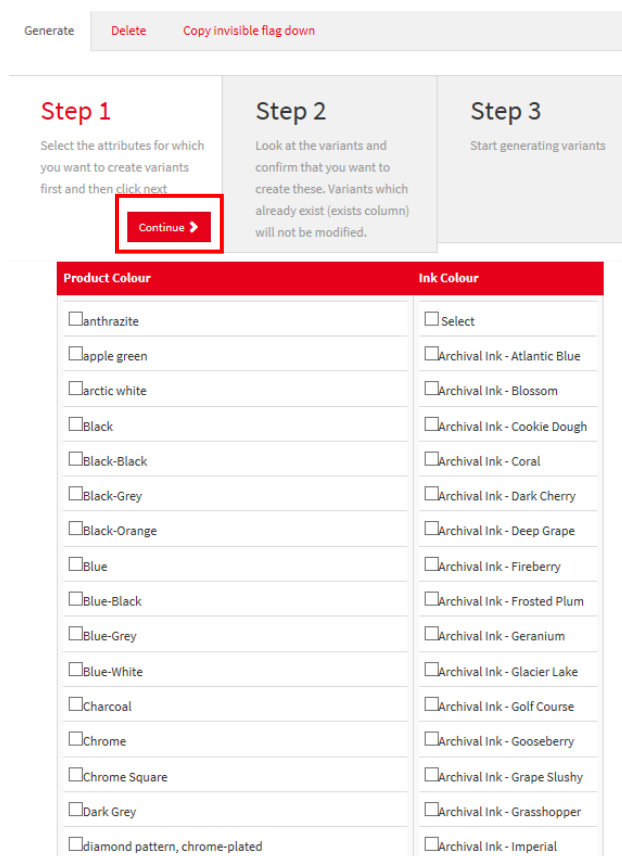 Generate Delete Copy invisible flag down
Step 1
Select the attributes for which
you want to create variants
first and then click next
Continue
Step 2
Look at the variants and
confirm that you want to
create these. Variants which
already exist (exists column)
will not be modified.
Step 3
Start generating variants
Product Colour Ink Colour
anthrazite Select
apple green Archival Ink - Atlantic Blue
arctic white Archival Ink - Blossom
Black Archival Ink - Cookie Dough
Black-Black Archival Ink - Coral
Black-Grey Archival Ink - Dark Cherry
Black-Orange Archival Ink - Deep Grape
Blue Archival Ink - Fireberry
Blue-Black Archival Ink - Frosted Plum
Blue-Grey Archival Ink - Geranium
Blue-White Archival Ink - Glacier Lake
Charcoal Archival Ink - Golf Course
Chrome Archival Ink - Gooseberry
Chrome Square Archival Ink - Grape Slushy
Dark Grey Archival Ink - Grasshopper
diamond pattern, chrome-plated Archival Ink - Imperial